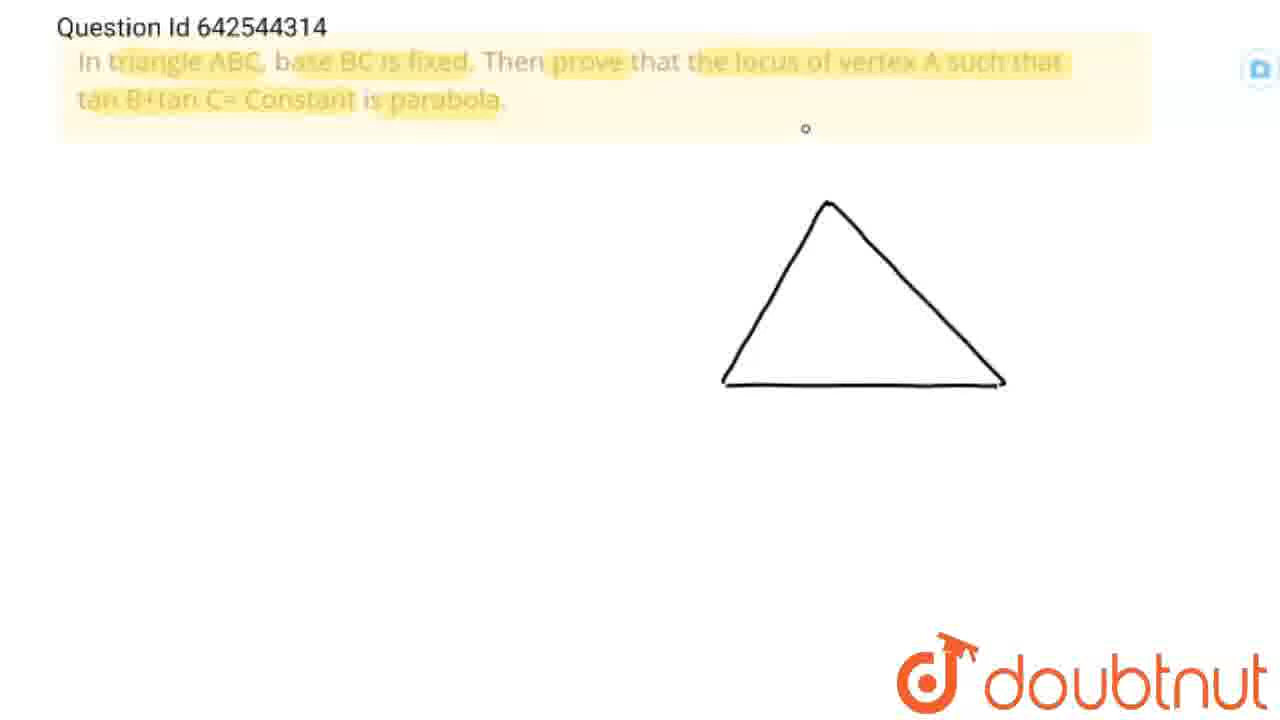 Question Id 642544314
In triangle ABC, base BC is fixed. Then prove that the locus of vertex A such that
tan B+tan C= Constant is parabola.
doubtnut